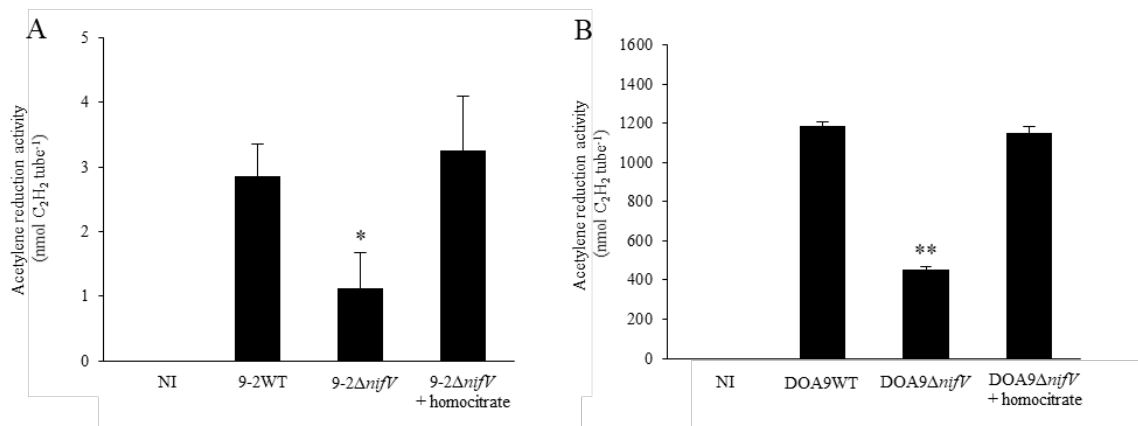 A
Acetylene reduction activity
(nmol C₂H₂ tube⁻¹)
5
4
3
2
1
0
*
NI
9-2WT
9-2ΔnifV
9-2ΔnifV
+ homocitrate
B
Acetylene reduction activity
(nmol C₂H₂ tube⁻¹)
1600
1400
1200
1000
800
600
400
200
0
**
NI
DOA9WT
DOA9ΔnifV
DOA9ΔnifV
+ homocitrate